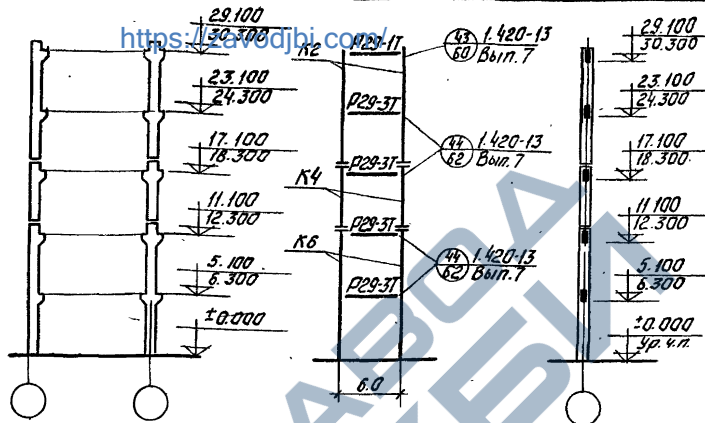 https://zavodjbi.com/
29.100
30.300
23.100
24.300
17.100
18.300
11.100
12.300
5.100
6.300
±0.000
К2
Р29-1Т
43
60
1.420-13
Вып.7
Р29-3Т
44
62
1.420-13
Вып.7
Р29-3Т
К4
Р29-3Т
К6
44
62
1.420-13
Вып.7
Р29-3Т
6.0
29.100
30.300
23.100
24.300
17.100
18.300
11.100
12.300
5.100
6.300
±0.000
Ур.ч.п.
ЗАВОД
ЖБИ